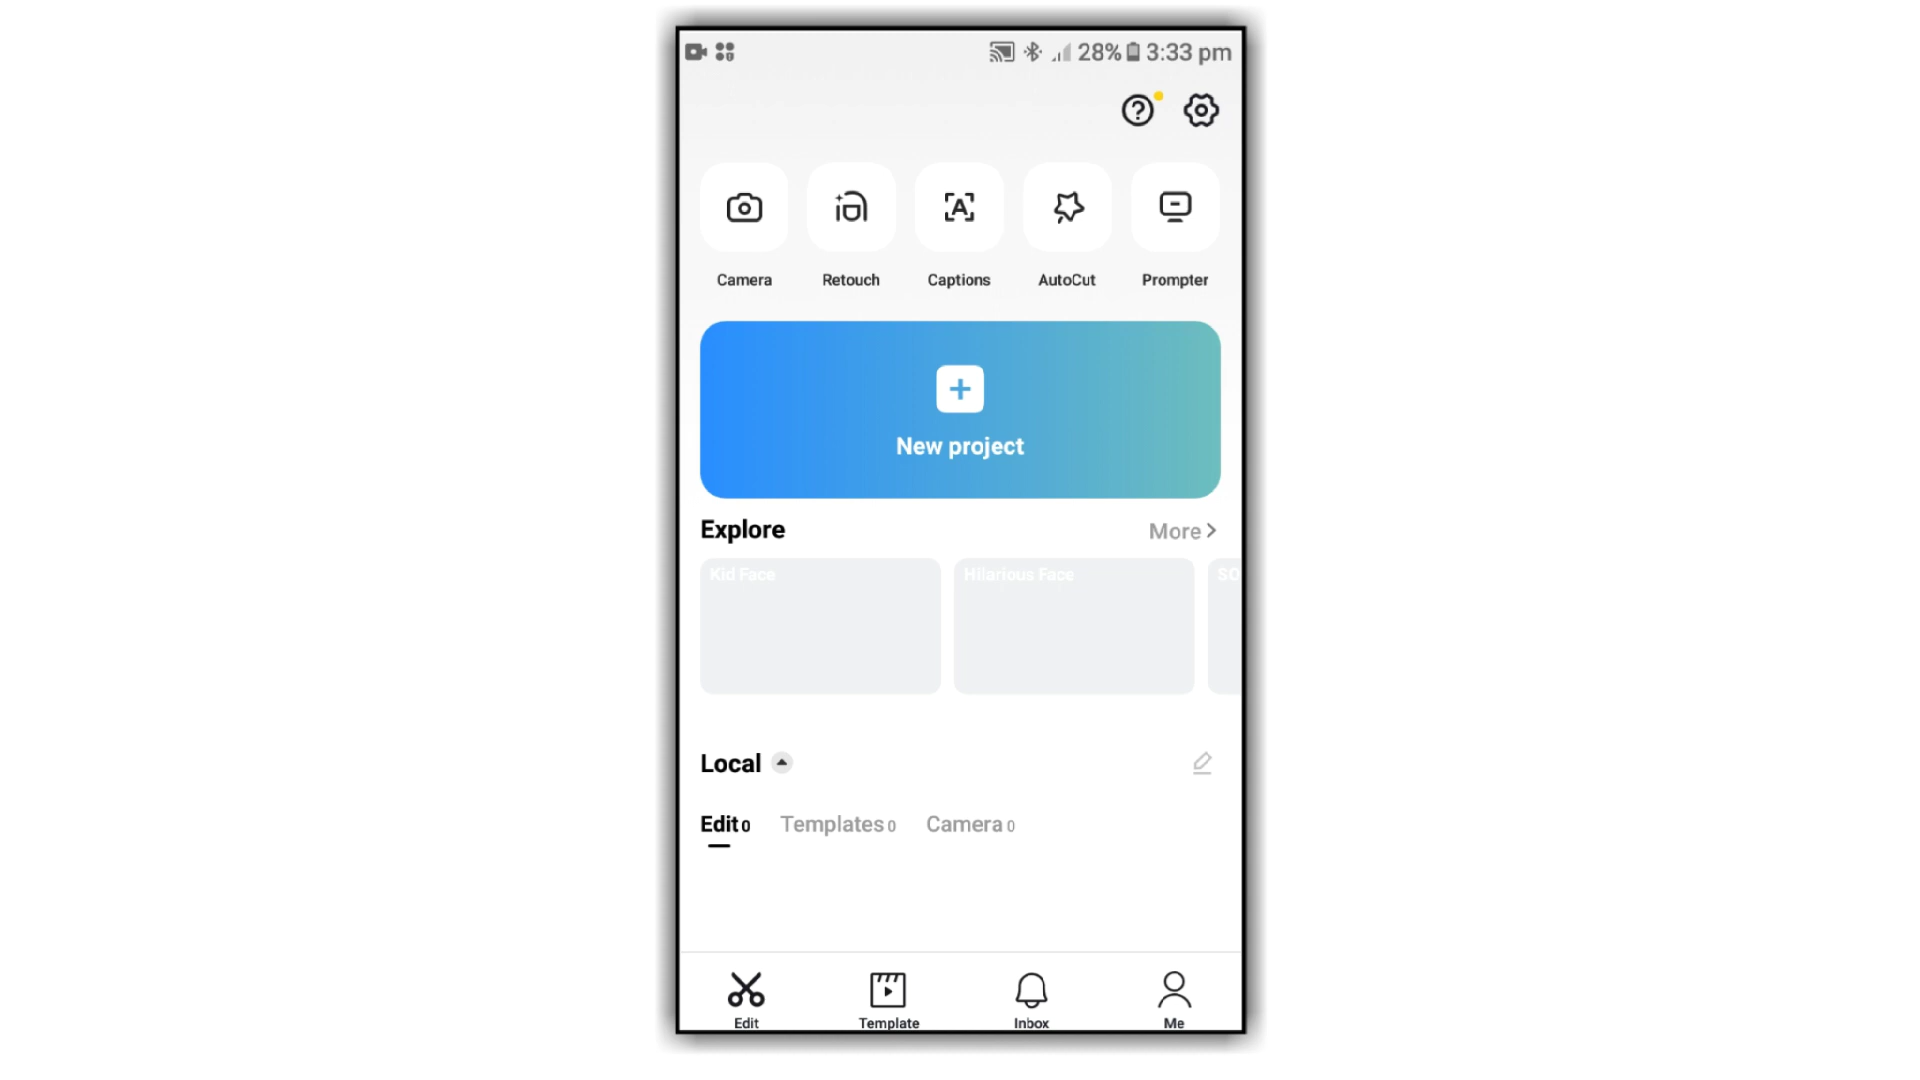 28% 3:33 pm
Camera Retouch Captions AutoCut Prompter
New project
Explore More >
Kid Face Hilarious Face SO
Local
Edit 0 Templates 0 Camera 0
Edit Template Inbox Me